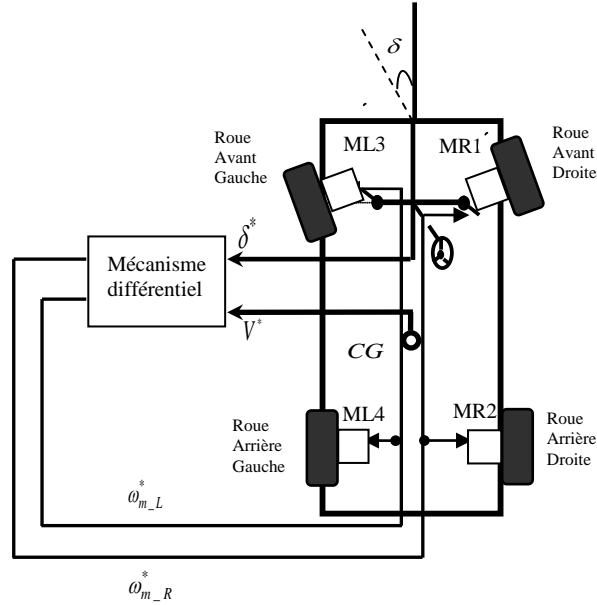 δ
ML3
MR1
Roue
Avant
Gauche
Roue
Avant
Droite
δ*
Mécanisme
différentiel
V*
CG
ML4
MR2
Roue
Arrière
Gauche
Roue
Arrière
Droite
ω*m_L
ω*m_R